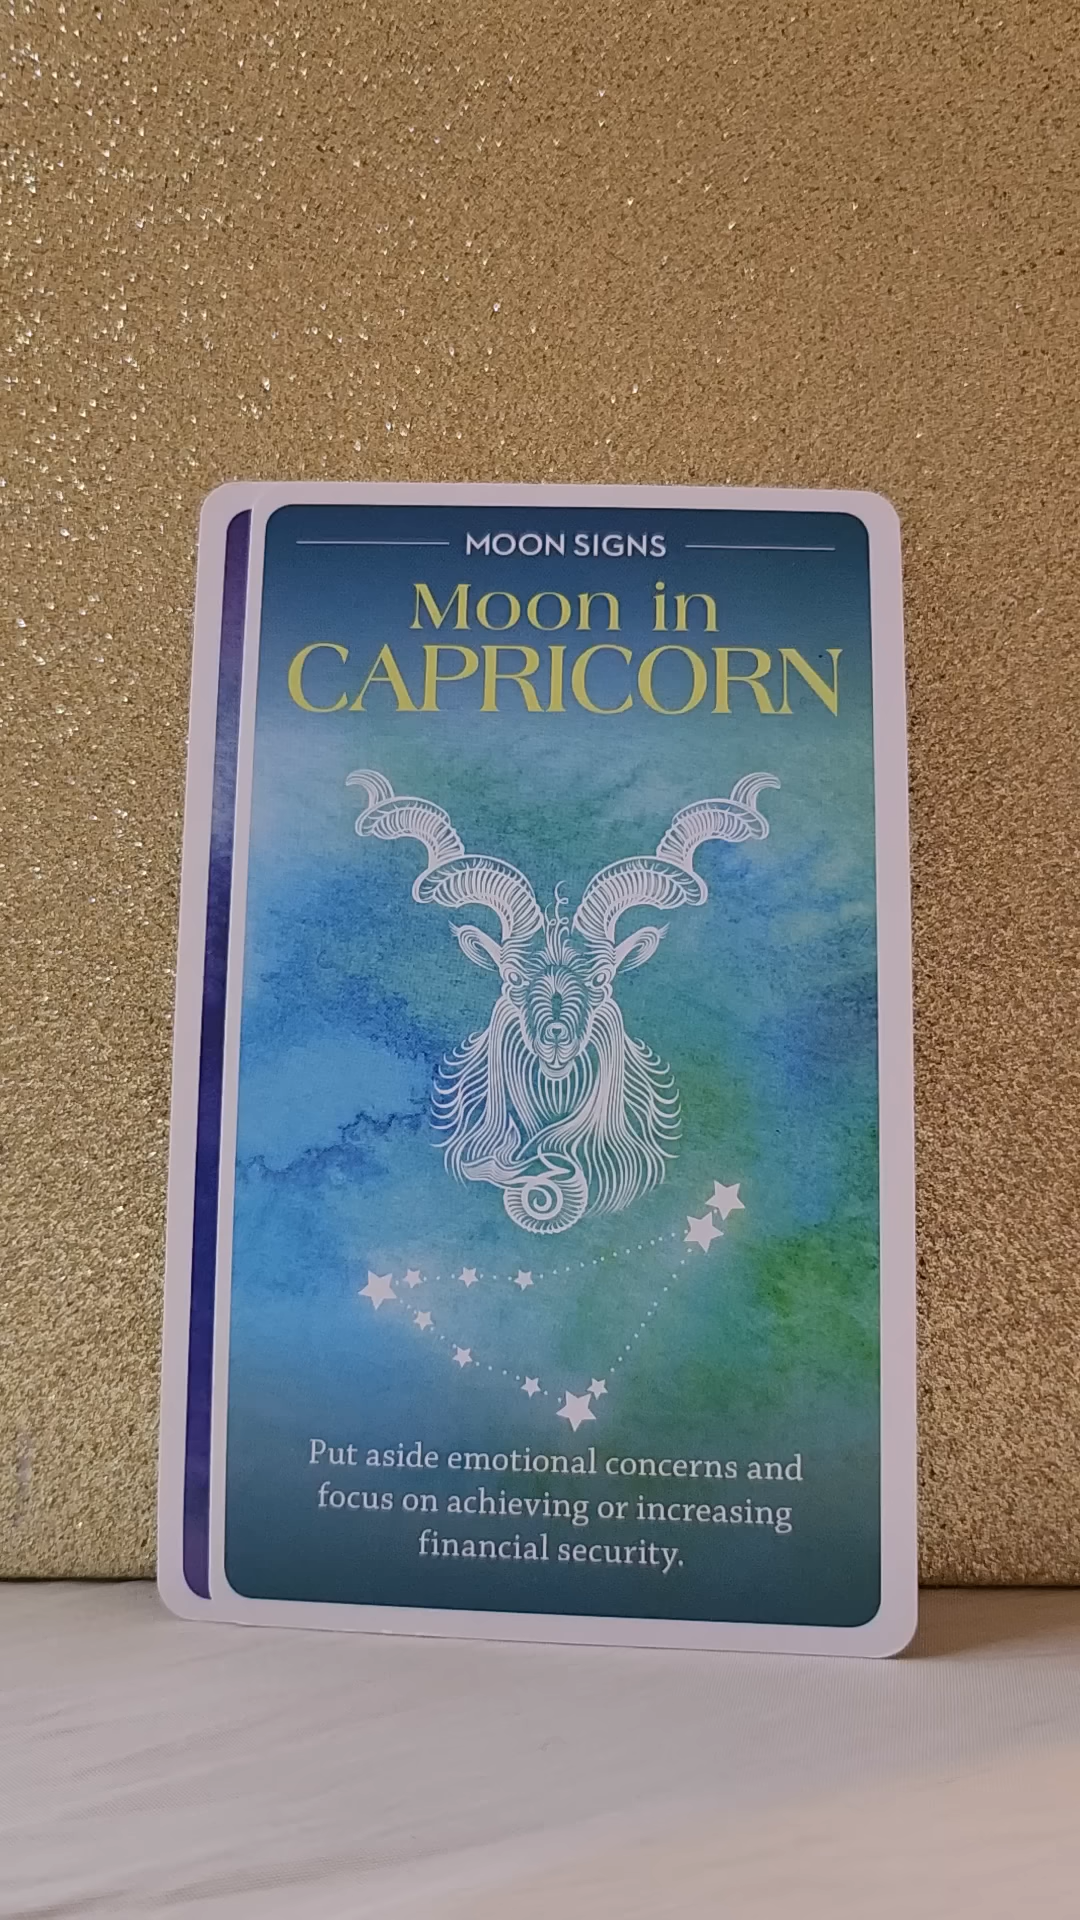 MOON SIGNS
Moon in
CAPRICORN
Put aside emotional concerns and
focus on achieving or increasing
financial security.